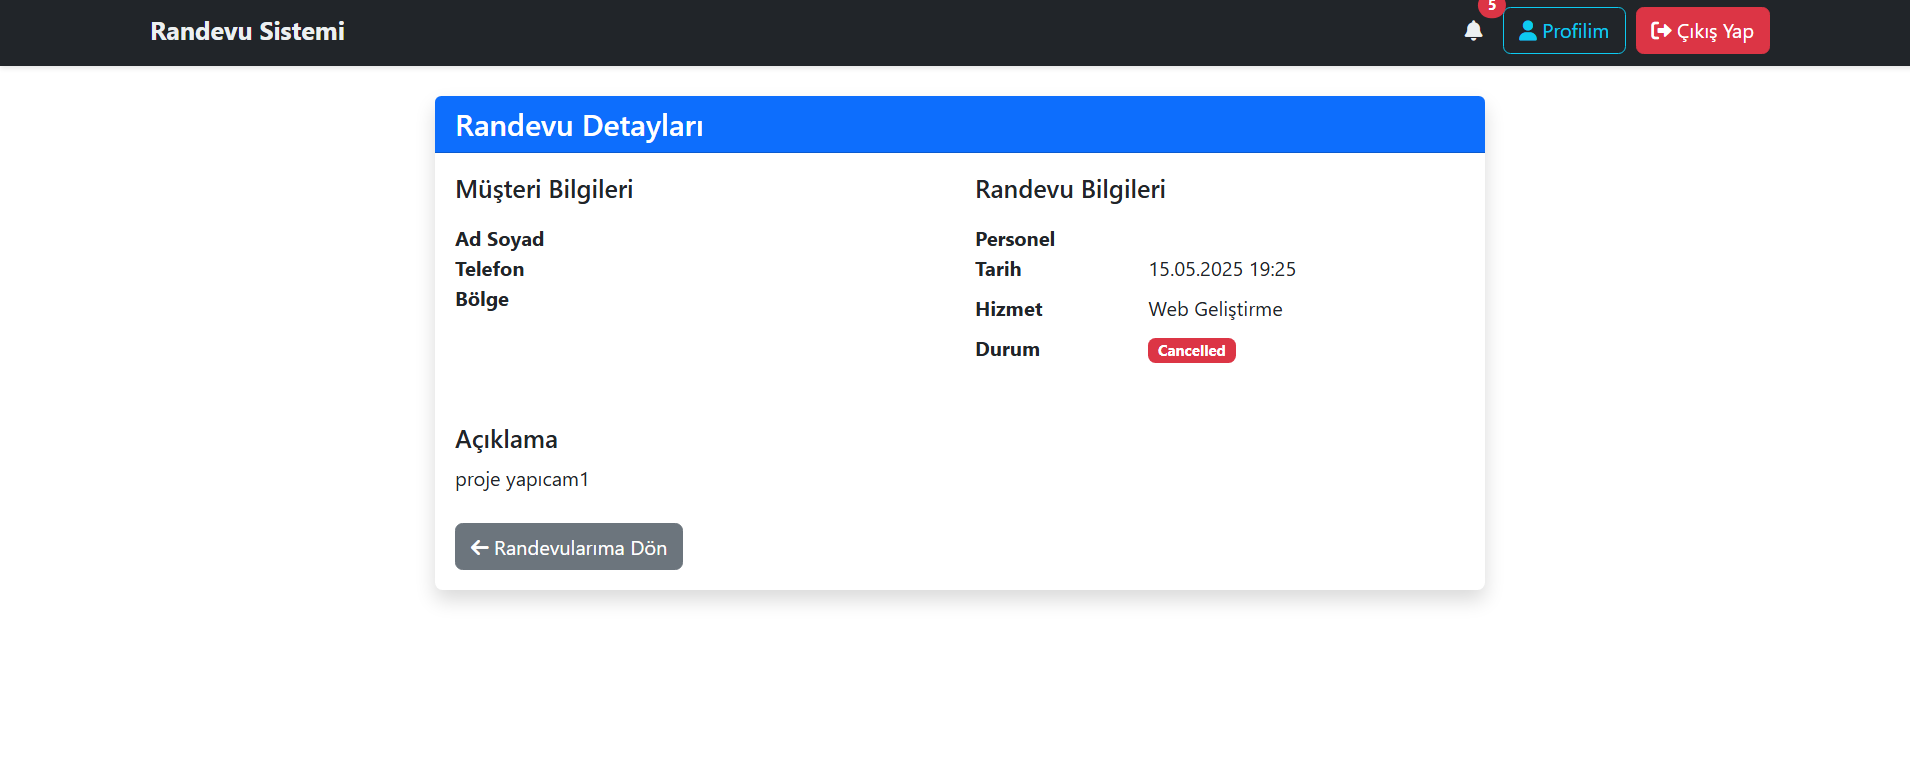 Randevu Sistemi
5
Profilim
Çıkış Yap
Randevu Detayları
Müşteri Bilgileri
Ad Soyad
Telefon
Bölge
Randevu Bilgileri
Personel
Tarih 15.05.2025 19:25
Hizmet Web Geliştirme
Durum Cancelled
Açıklama
proje yapıcam1
Randevularıma Dön